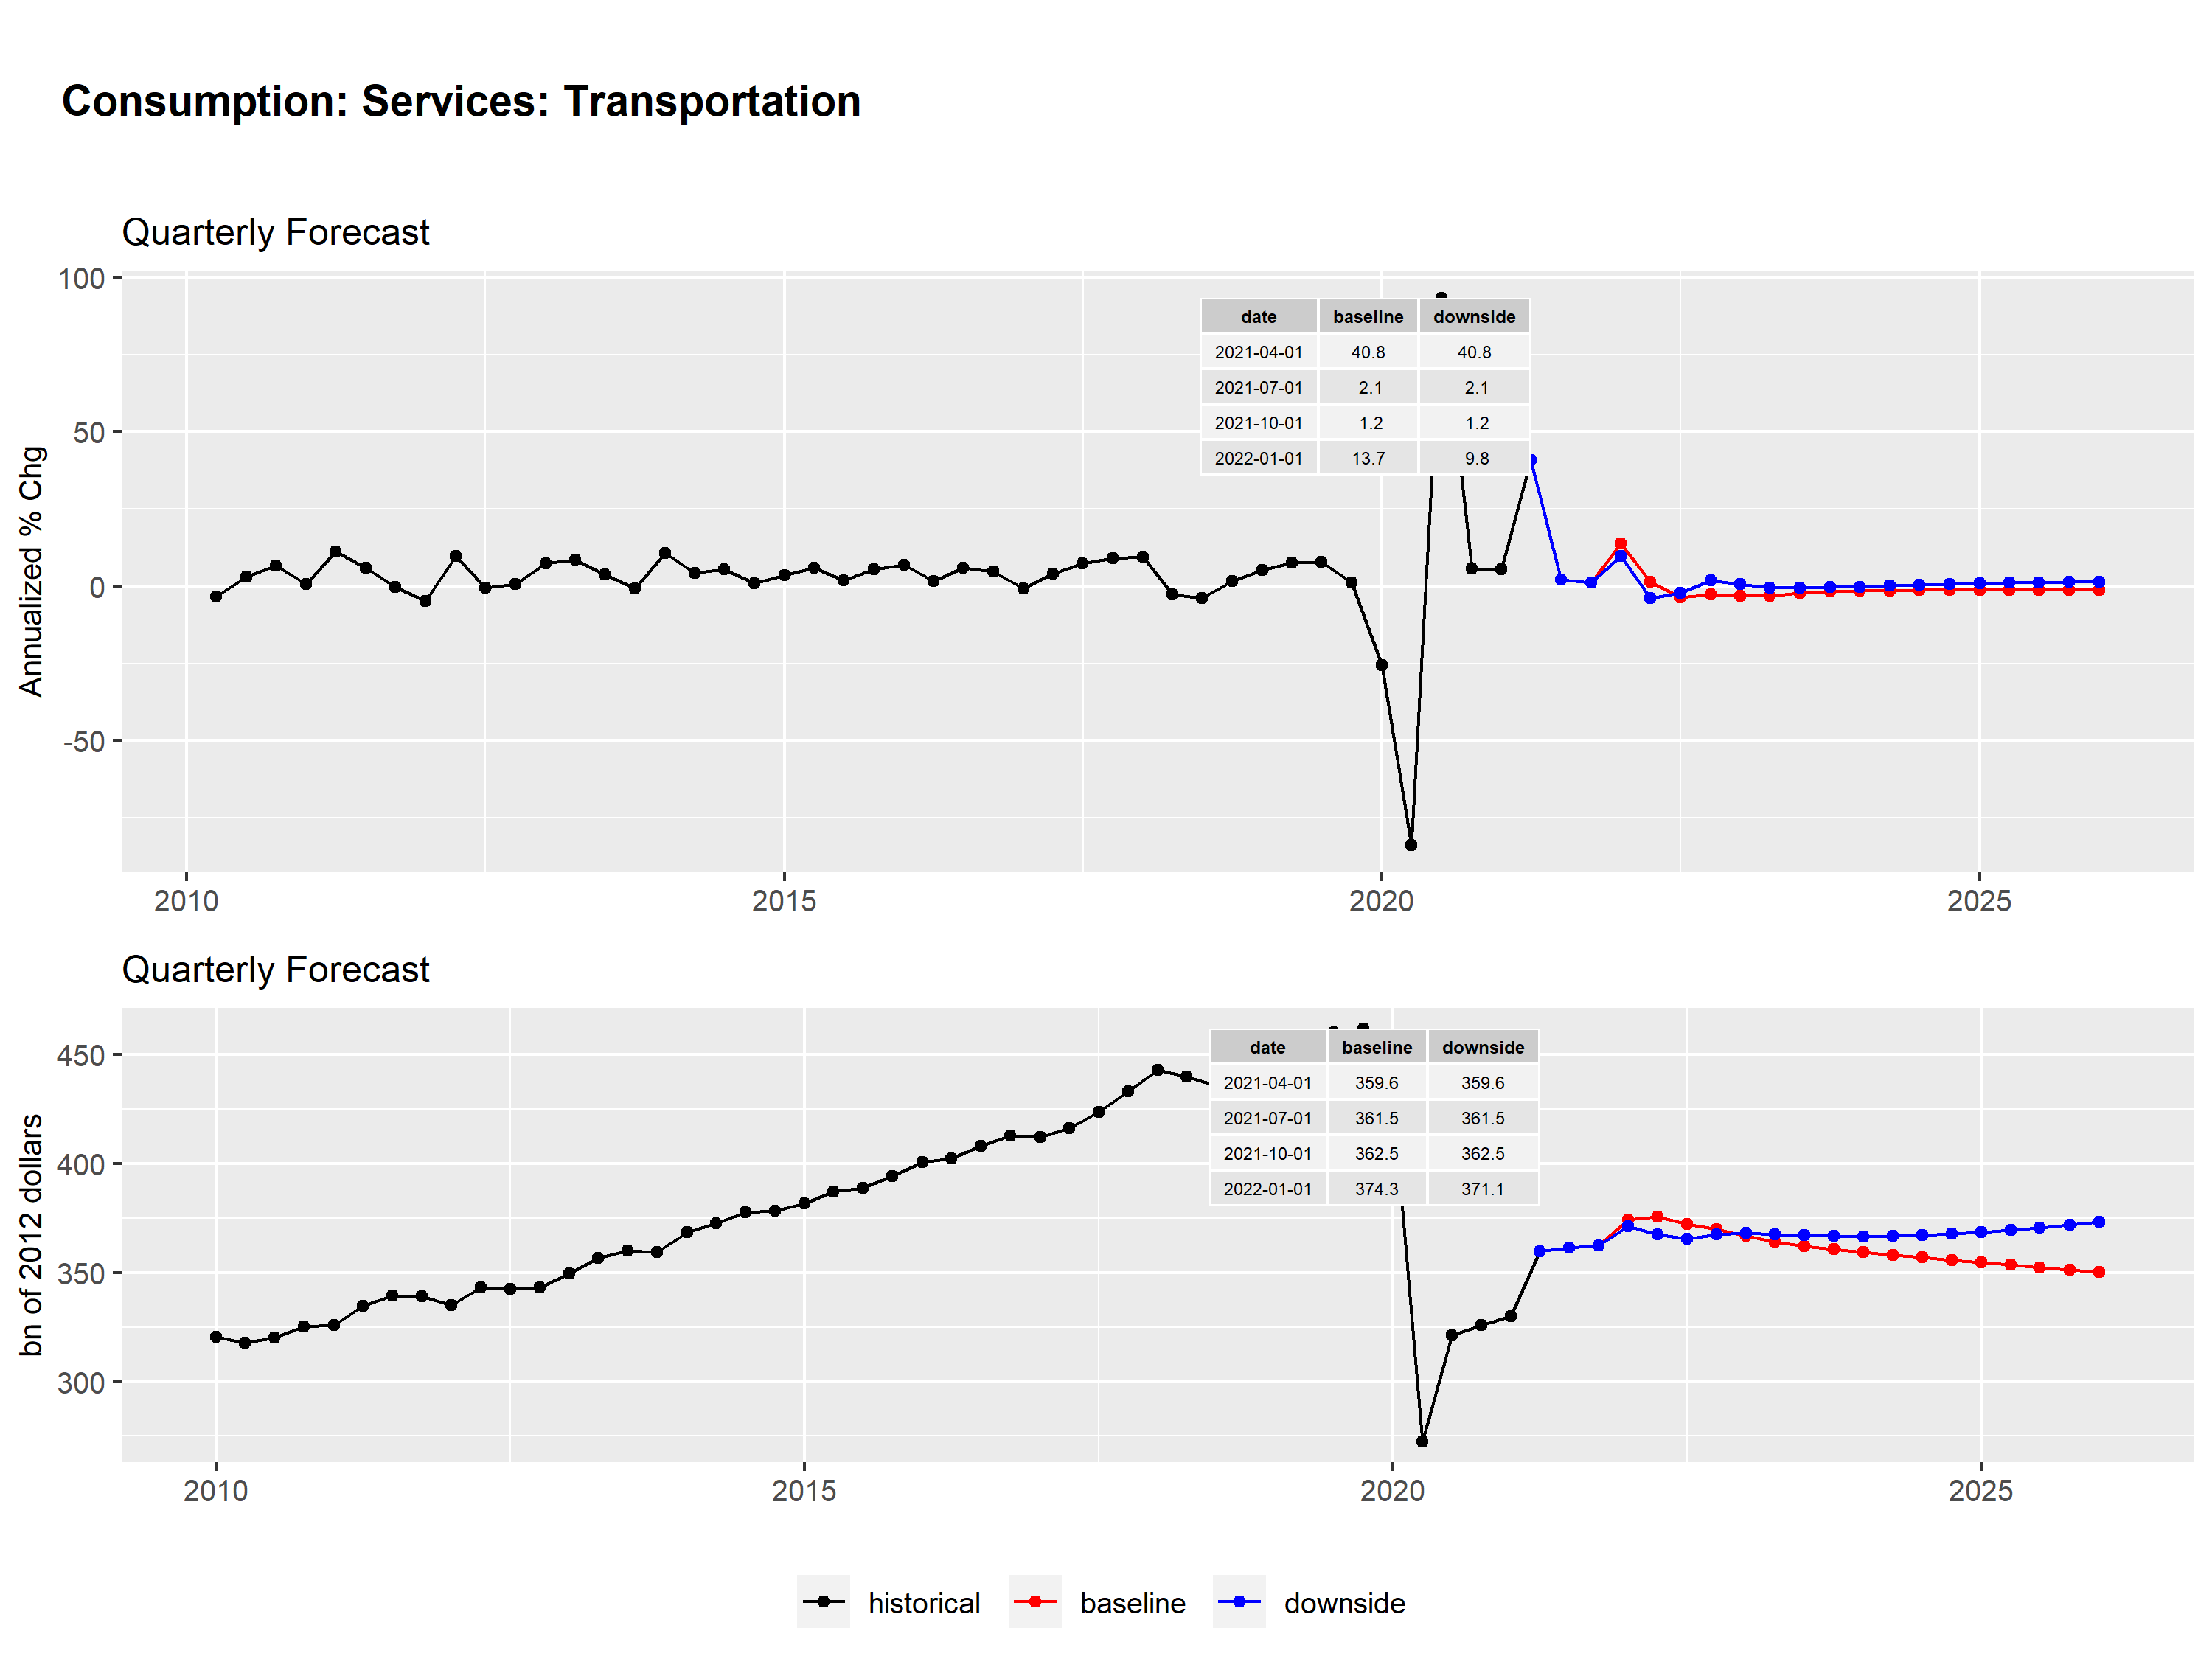 Consumption: Services: Transportation
Quarterly Forecast
Annualized % Chg
100
50
0
-50
date baseline downside
2021-04-01 40.8 40.8
2021-07-01 2.1 2.1
2021-10-01 1.2 1.2
2022-01-01 13.7 9.8
2010 2015 2020 2025
Quarterly Forecast
bn of 2012 dollars
450
400
350
300
date baseline downside
2021-04-01 359.6 359.6
2021-07-01 361.5 361.5
2021-10-01 362.5 362.5
2022-01-01 374.3 371.1
2010 2015 2020 2025
historical baseline downside